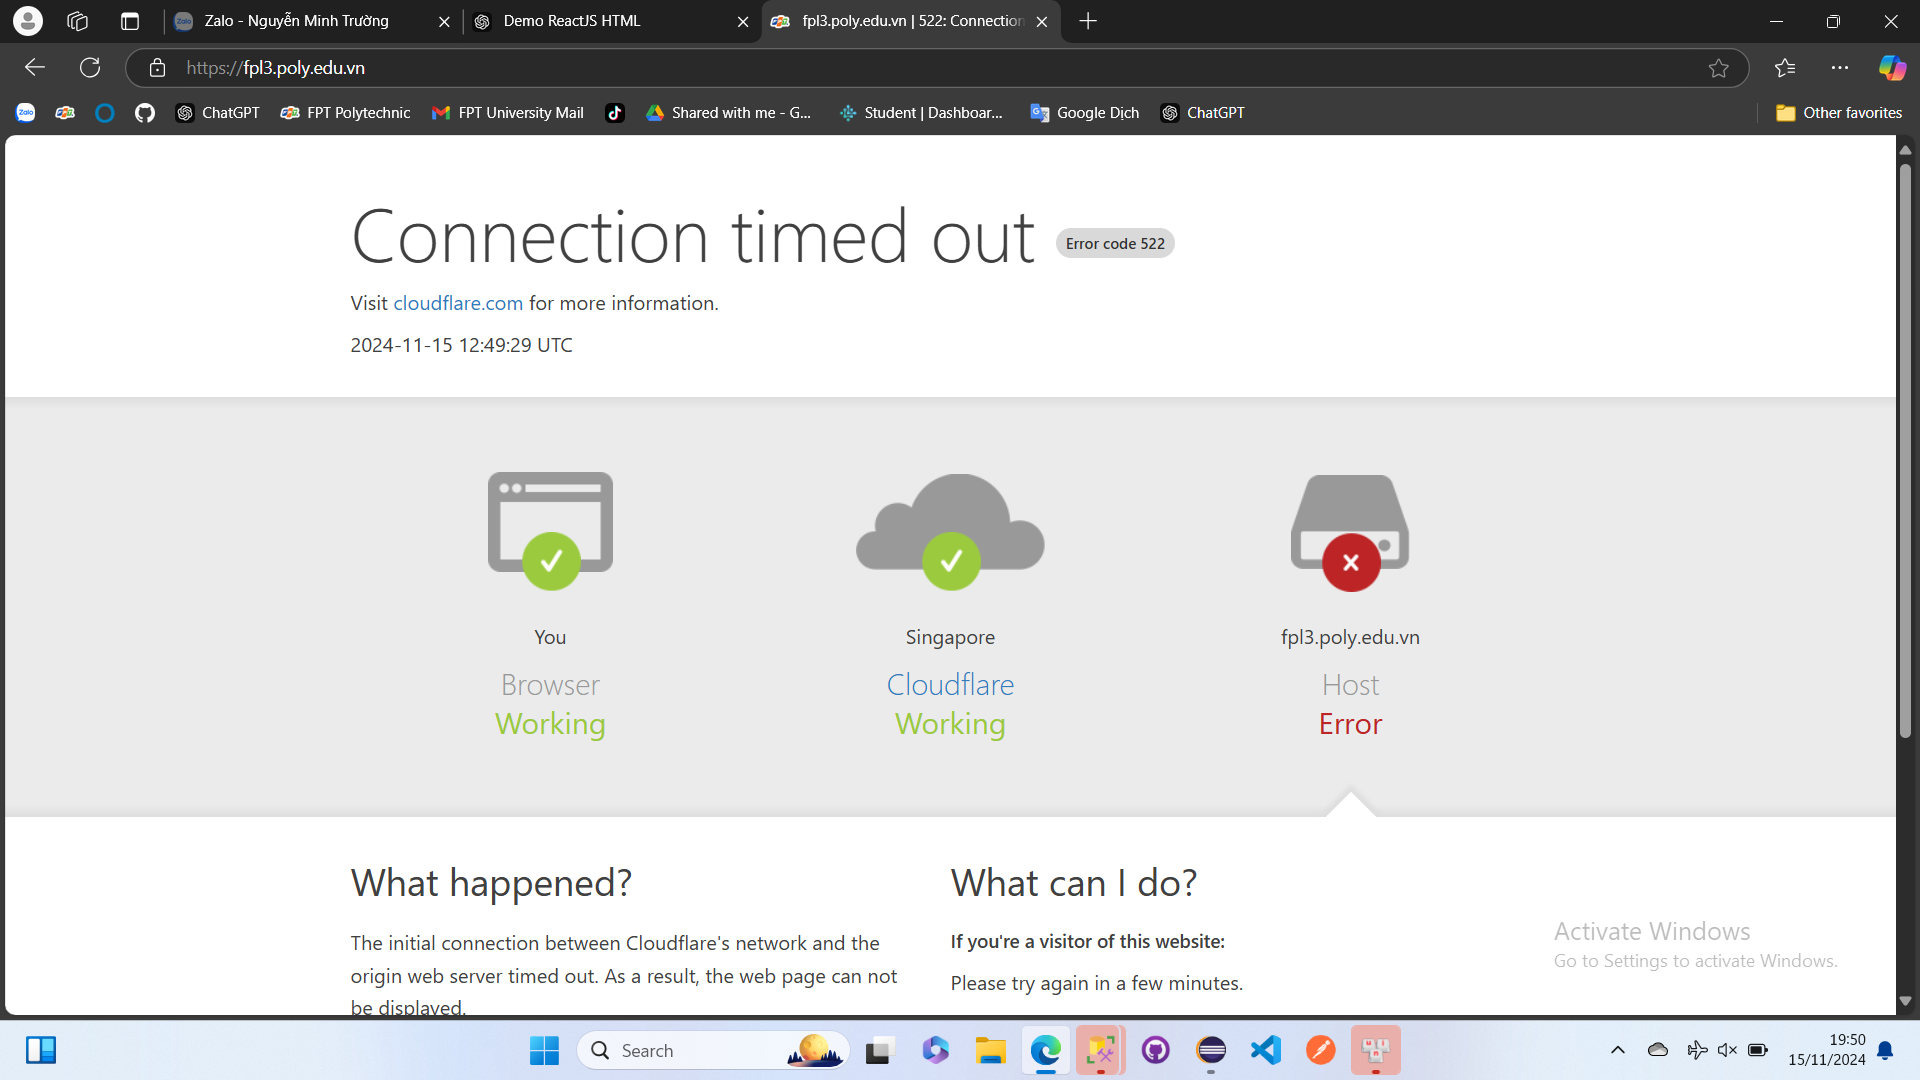 Zalo - Nguyễn Minh Trường
Demo ReactJS HTML
fpl3.poly.edu.vn | 522: Connection
https://fpl3.poly.edu.vn
Zalo
ChatGPT
FPT Polytechnic
FPT University Mail
Shared with me - G...
Student | Dashboar...
Google Dịch
ChatGPT
Other favorites
Connection timed out
Error code 522
Visit cloudflare.com for more information.
2024-11-15 12:49:29 UTC
You
Browser
Working
Singapore
Cloudflare
Working
fpl3.poly.edu.vn
Host
Error
What happened?
The initial connection between Cloudflare's network and the
origin web server timed out. As a result, the web page can not
be displayed.
What can I do?
If you're a visitor of this website:
Please try again in a few minutes.
Activate Windows
Go to Settings to activate Windows.
Search
19:50
15/11/2024